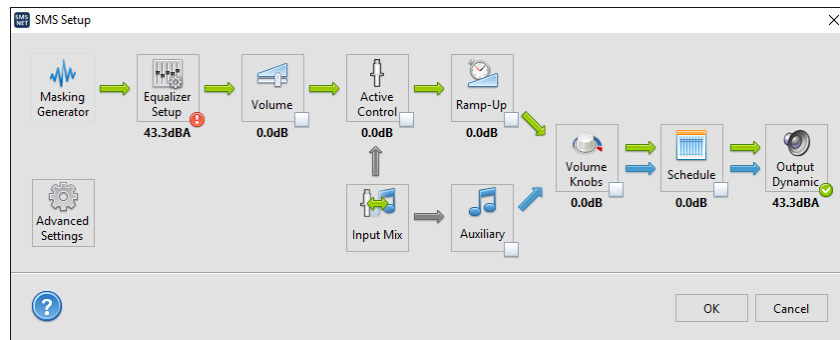 SMS
NET
SMS Setup
Masking
Generator
Equalizer
Setup
43.3dBA
Volume
0.0dB
Active
Control
0.0dB
Ramp-Up
0.0dB
Volume
Knobs
0.0dB
Schedule
0.0dB
Output
Dynamic
43.3dBA
Advanced
Settings
Input Mix
Auxiliary
?
OK
Cancel